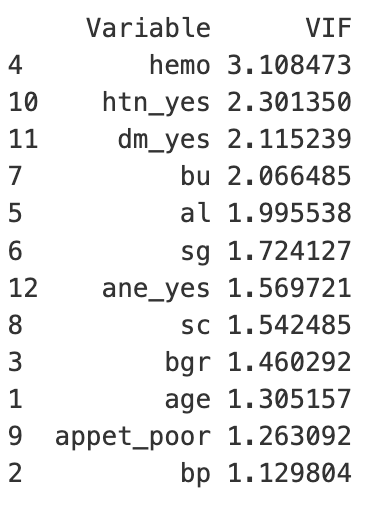 Variable VIF
4 hemo 3.108473
10 htn_yes 2.301350
11 dm_yes 2.115239
7 bu 2.066485
5 al 1.995538
6 sg 1.724127
12 ane_yes 1.569721
8 sc 1.542485
3 bgr 1.460292
1 age 1.305157
9 appet_poor 1.263092
2 bp 1.129804